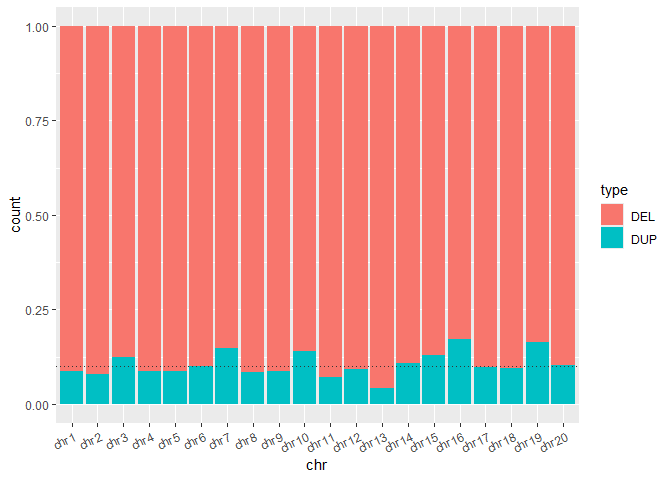 1.00
0.75
0.50
0.25
0.00
count
chr1 chr2 chr3 chr4 chr5 chr6 chr7 chr8 chr9 chr10 chr11 chr12 chr13 chr14 chr15 chr16 chr17 chr18 chr19 chr20
chr
type
DEL
DUP